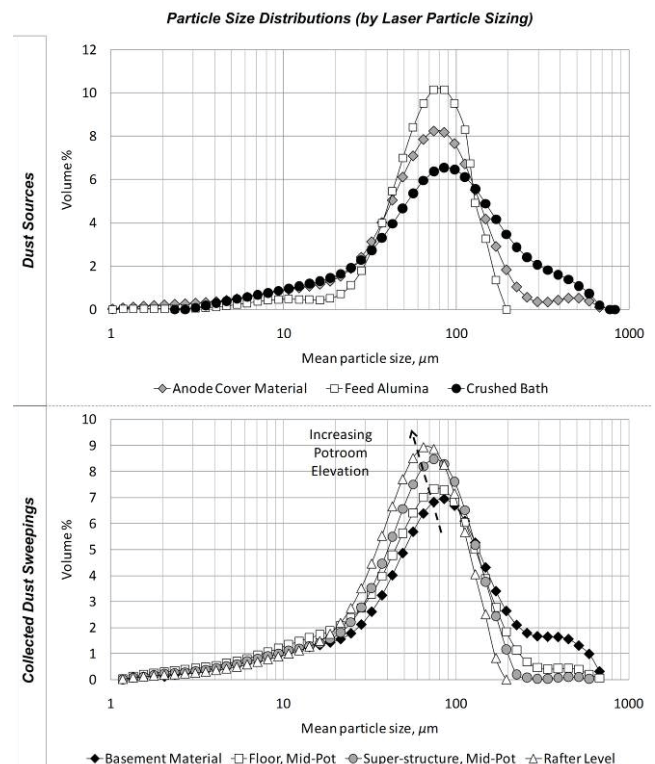 Particle Size Distributions (by Laser Particle Sizing)
Dust Sources
Volume %
12
10
8
6
4
2
0
1
10
100
1000
Mean particle size, μm
Anode Cover Material
Feed Alumina
Crushed Bath
Collected Dust Sweepings
Volume %
10
9
8
7
6
5
4
3
2
1
0
Increasing
Potroom
Elevation
1
10
100
1000
Mean particle size, μm
Basement Material
Floor, Mid-Pot
Super-structure, Mid-Pot
Rafter Level